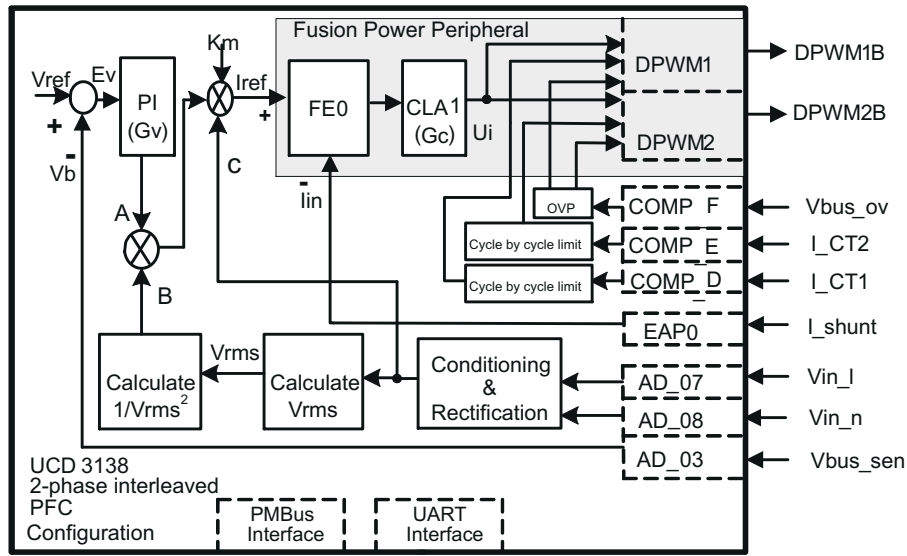 Fusion Power Peripheral
Km
Vref
Ev
Iref
+
+
-
Vb
PI
(Gv)
FE0
CLA1
(Gc)
Ui
DPWM1
DPWM2
DPWM1B
DPWM2B
C
-
Iin
A
B
OVP
COMP_F
Vbus_ov
Cycle by cycle limit
COMP_E
I_CT2
Cycle by cycle limit
COMP_D
I_CT1
EAP0
I_shunt
Vrms
Calculate
1/Vrms²
Calculate
Vrms
Conditioning
&
Rectification
AD_07
Vin_l
AD_08
Vin_n
AD_03
Vbus_sen
UCD 3138
2-phase interleaved
PFC
Configuration
PMBus
Interface
UART
Interface